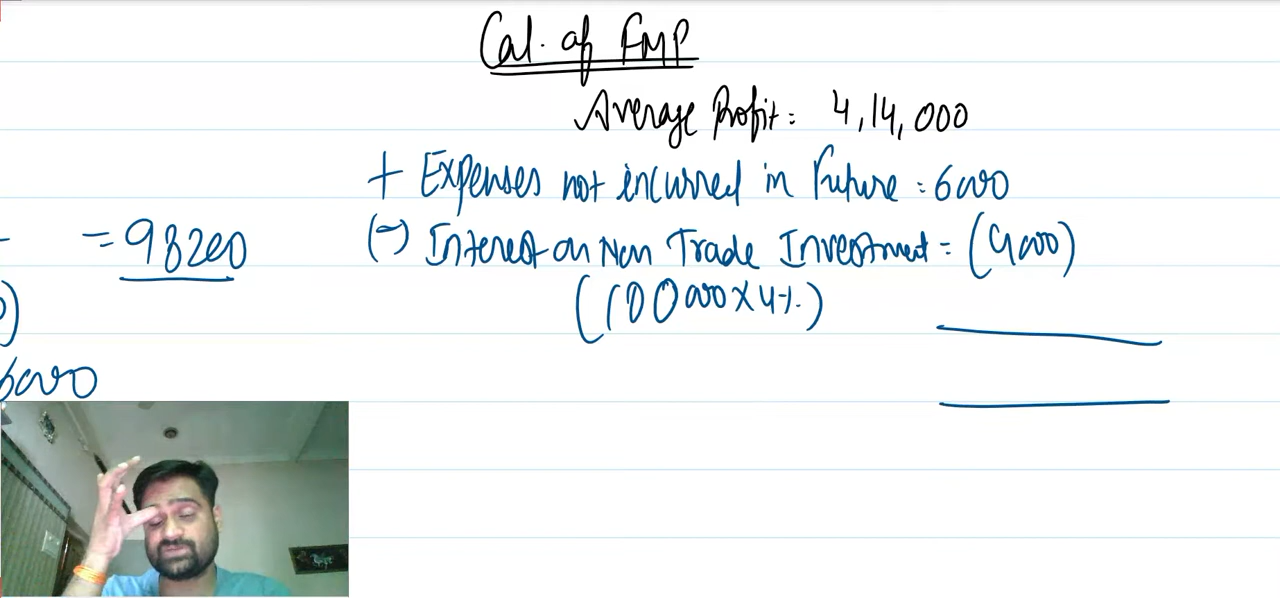 Cal. of FMP
Average Profit = 4,14,000
+ Expenses not incurred in Future = 6000
(-) Interest on Non Trade Investment = (4000)
(100000 x 4%)
= 98200
)
6000